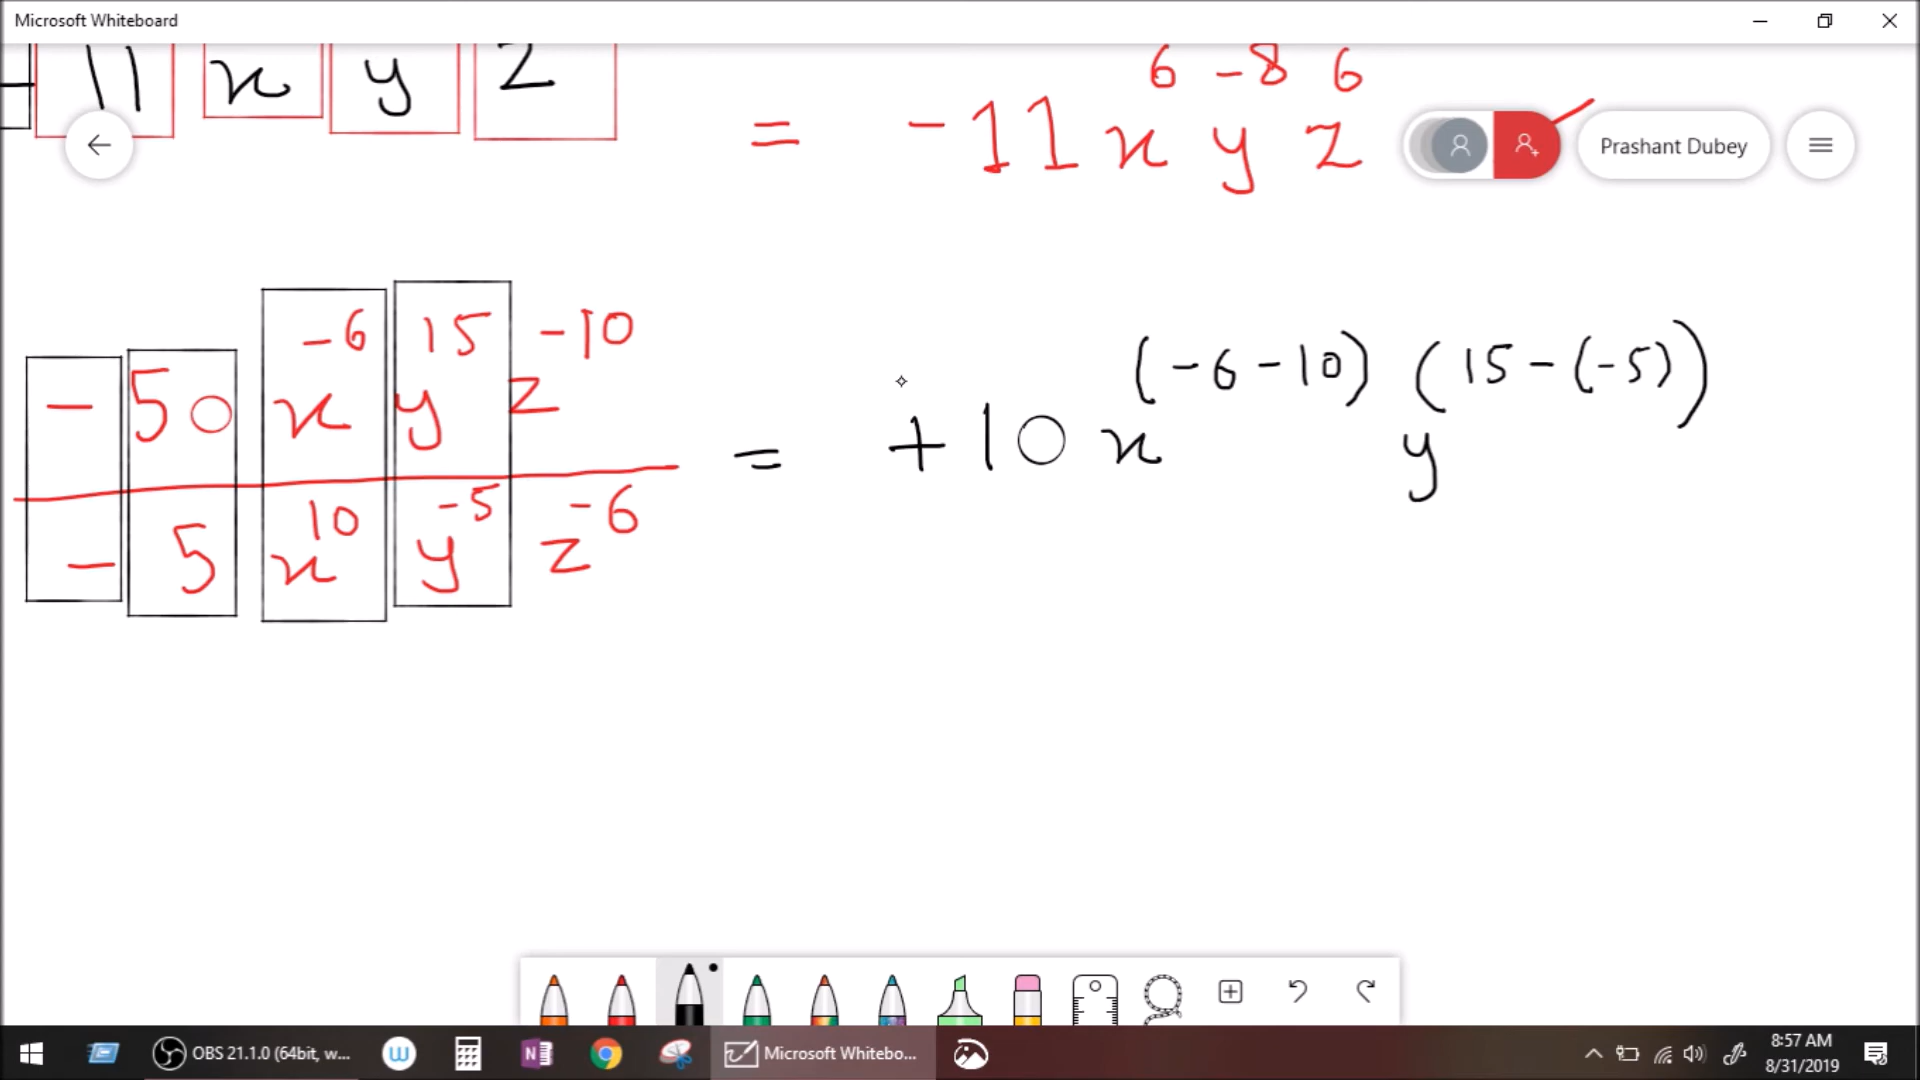 Microsoft Whiteboard
11 x y z
6 -8 6
= -11 x y z
Prashant Dubey
-6 15 -10
- 50 x y z
(-6-10) (15-(-5))
= +10 x y
10 -5 -6
- 5 x y z
OBS 21.1.0 (64bit, w...
Microsoft Whitebo...
8:57 AM
8/31/2019